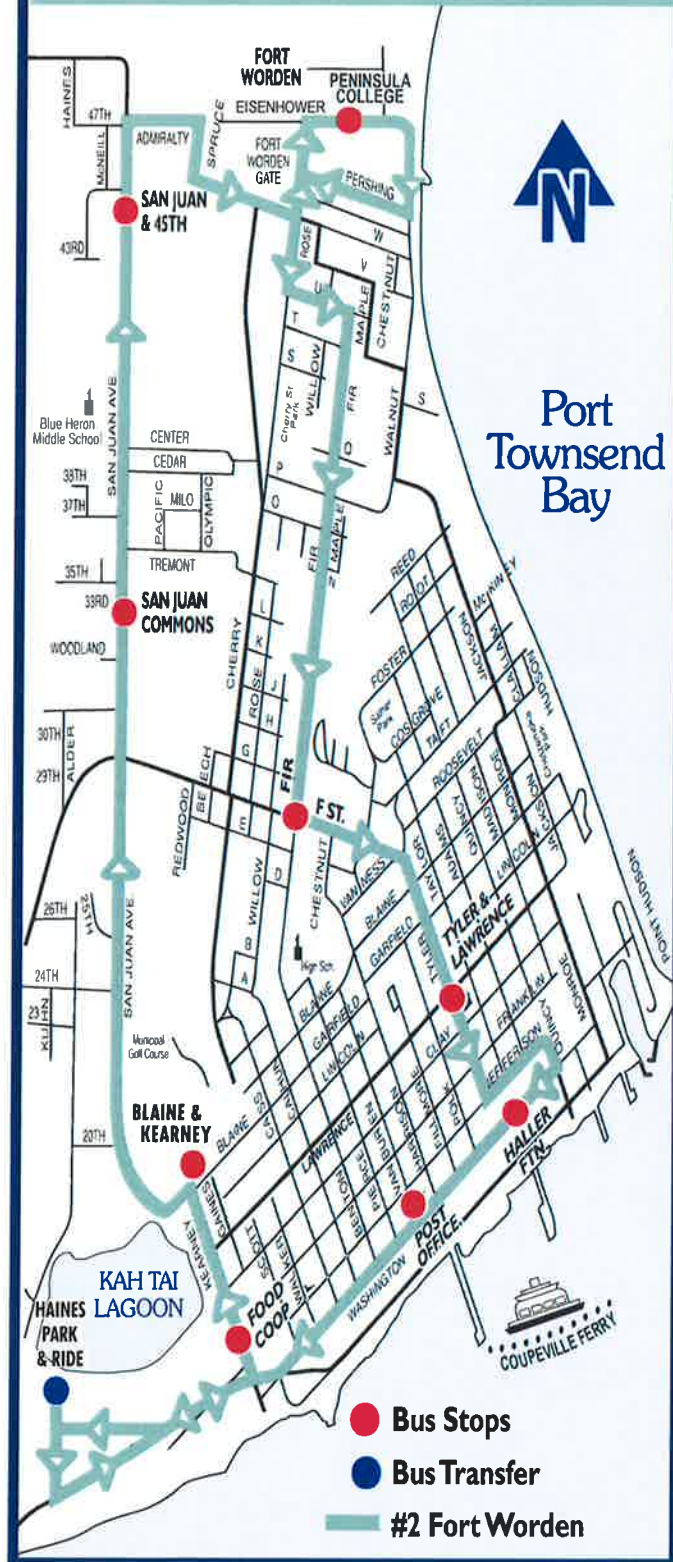 FORT
WORDEN
PENINSULA
COLLEGE
EISENHOWER
HAINES
47TH
McNEILL
ADMIRALTY
SPRUCE
FORT
WORDEN
GATE
PERSHING
N
SAN JUAN
& 45TH
43RD
ROSE
W
V
U
MAPLE
CHESTNUT
T
S
WILLOW
Cherry St
Park
FIR
WALNUT
S
Port
Townsend
Bay
Blue Heron
Middle School
SAN JUAN AVE
CENTER
CEDAR
Q
P
O
38TH
37TH
PACIFIC
MILO
OLYMPIC
FIR
MAPLE
N
35TH
TREMONT
33RD
SAN JUAN
COMMONS
REED
ROOT
McKINEY
JACKSON
CLALLAM
HUDSON
WOODLAND
CHERRY
ROSE
L
K
J
H
G
FOSTER
COSGROVE
TAFT
Chetzemoka
Park
30TH
29TH
ALDER
REDWOOD
BEECH
E
D
FIR
F ST.
ROOSEVELT
MONROE
MADISON
QUINCY
ADAMS
TAYLOR
JACKSON
LINCOLN
VAN NESS
BLAINE
GARFIELD
TYLER
TYLER &
LAWRENCE
POINT HUDSON
26TH
25TH
SAN JUAN AVE.
WILLOW
CHESTNUT
B
A
High Sch.
24TH
23
KUHN
Municipal
Golf Course
BLAINE
GARFIELD
LINCOLN
CALHOUN
CASS
CLAY
FRANKLIN
JEFFERSON
QUINCY
MONROE
20TH
BLAINE &
KEARNEY
BLAINE
LAWRENCE
GAINES
KEARNEY
SCOTT
WALKER
BENTON
PIERCE
VAN BUREN
HARRISON
FILLMORE
POLK
HALLER
FTN.
POST
OFFICE
WASHINGTON
KAH TAI
LAGOON
FOOD
COOP
HAINES
PARK
& RIDE
COUPEVILLE FERRY
Bus Stops
Bus Transfer
#2 Fort Worden